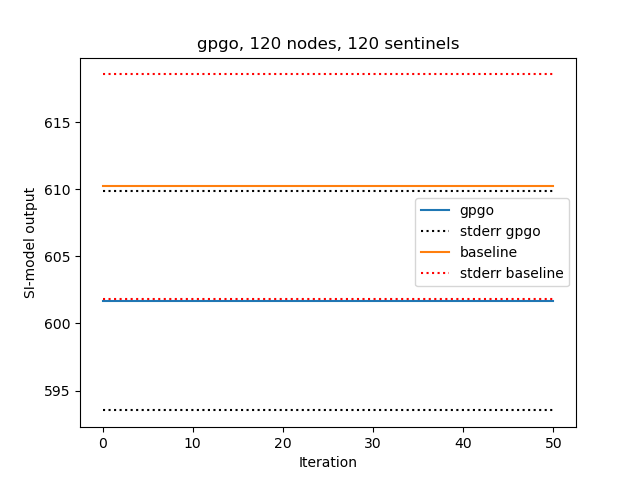 gpgo, 120 nodes, 120 sentinels
SI-model output
615
610
605
600
595
gpgo
stderr gpgo
baseline
stderr baseline
0 10 20 30 40 50
Iteration